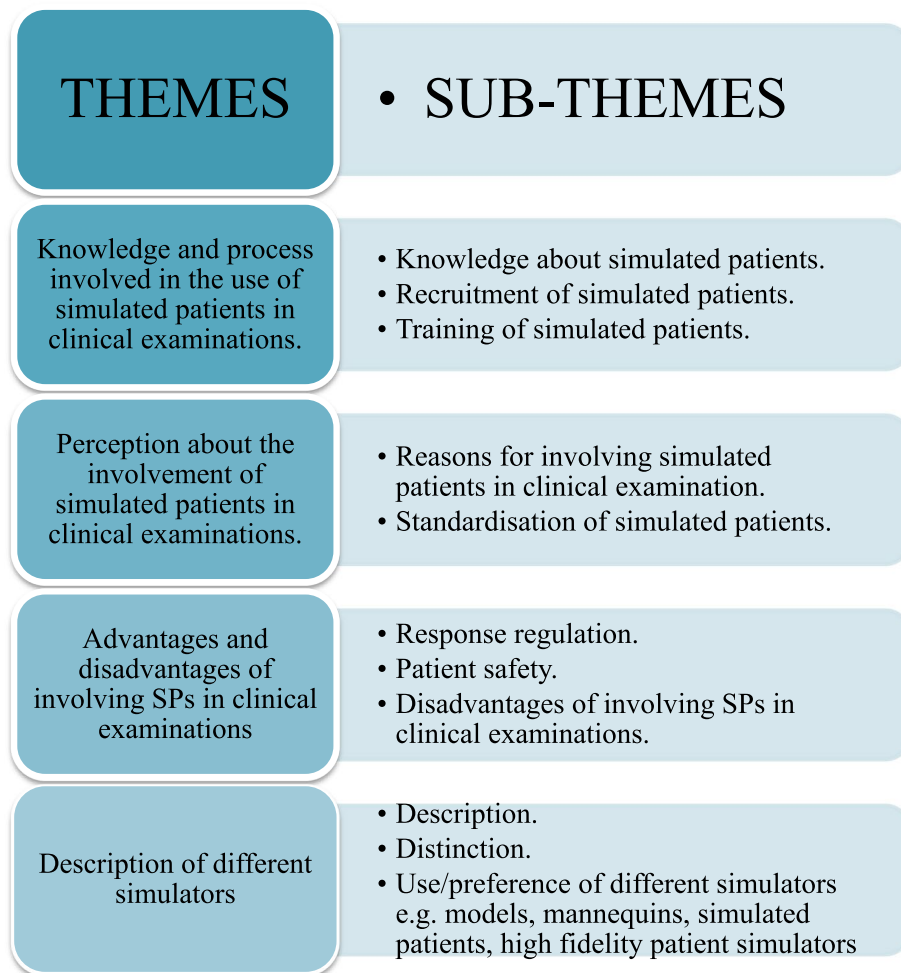 THEMES
• SUB-THEMES
Knowledge and process
involved in the use of
simulated patients in
clinical examinations.
• Knowledge about simulated patients.
• Recruitment of simulated patients.
• Training of simulated patients.
Perception about the
involvement of
simulated patients in
clinical examinations.
• Reasons for involving simulated
patients in clinical examination.
• Standardisation of simulated patients.
Advantages and
disadvantages of
involving SPs in clinical
examinations
• Response regulation.
• Patient safety.
• Disadvantages of involving SPs in
clinical examinations.
Description of different
simulators
• Description.
• Distinction.
• Use/preference of different simulators
e.g. models, mannequins, simulated
patients, high fidelity patient simulators